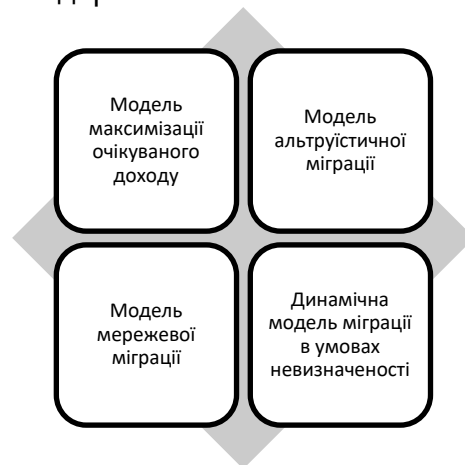 Модель
максимізації
очікуваного
доходу
Модель
альтруїстичної
міграції
Модель
мережевої
міграції
Динамічна
модель міграції
в умовах
невизначеності